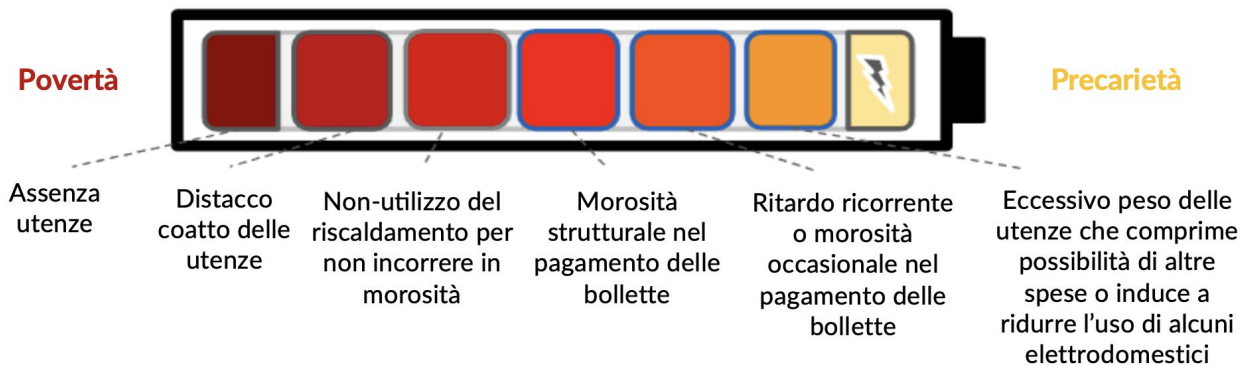 Povertà
Precarietà
Assenza
utenze
Distacco
coatto delle
utenze
Non-utilizzo del
riscaldamento per
non incorrere in
morosità
Morosità
strutturale nel
pagamento delle
bollette
Ritardo ricorrente
o morosità
occasionale nel
pagamento delle
bollette
Eccessivo peso delle
utenze che comprime
possibilità di altre
spese o induce a
ridurre l'uso di alcuni
elettrodomestici